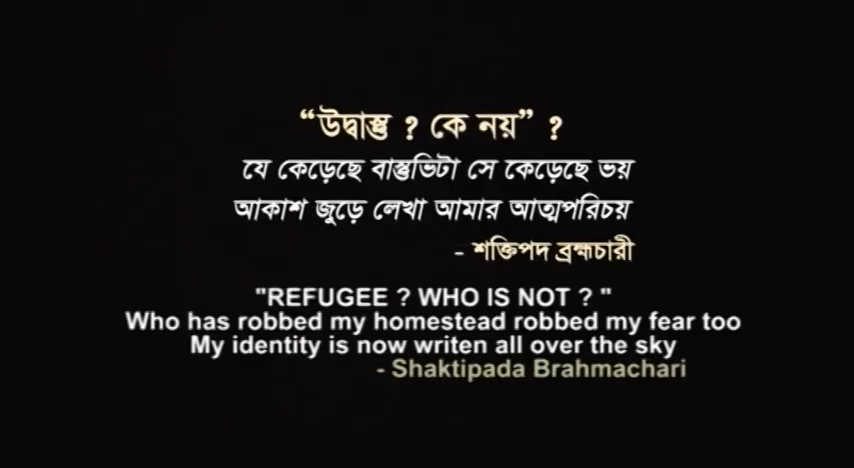 “উদ্বাস্তু ? কে নয়” ?
যে কেড়েছে বাস্তুভিটা সে কেড়েছে ভয়
আকাশ জুড়ে লেখা আমার আত্মপরিচয়
- শক্তিপদ ব্রহ্মচারী
"REFUGEE ? WHO IS NOT ? "
Who has robbed my homestead robbed my fear too
My identity is now writen all over the sky
- Shaktipada Brahmachari